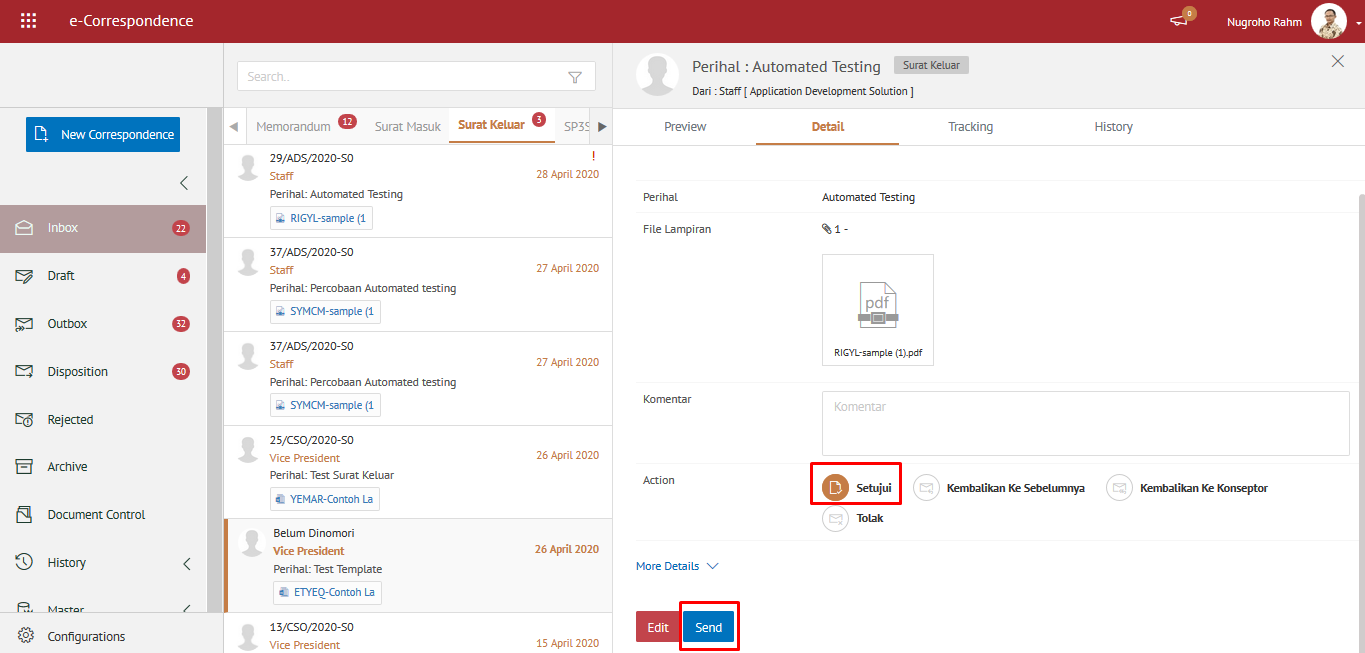 e-Correspondence
0
Nugroho Rahm
New Correspondence
Inbox 22
Draft 4
Outbox 32
Disposition 30
Rejected
Archive
Document Control
History
Master
Configurations
Search..
Memorandum 12 Surat Masuk Surat Keluar 3 SP3S
29/ADS/2020-S0 !
Staff 28 April 2020
Perihal: Automated Testing
RIGYL-sample (1
37/ADS/2020-S0
Staff 27 April 2020
Perihal: Percobaan Automated testing
SYMCM-sample (1
37/ADS/2020-S0
Staff 27 April 2020
Perihal: Percobaan Automated testing
SYMCM-sample (1
25/CSO/2020-S0
Vice President 26 April 2020
Perihal: Test Surat Keluar
YEMAR-Contoh La
Belum Dinomori
Vice President 26 April 2020
Perihal: Test Template
ETYEQ-Contoh La
13/CSO/2020-S0
Vice President 15 April 2020
Perihal : Automated Testing Surat Keluar
Dari : Staff [ Application Development Solution ]
Preview Detail Tracking History
Perihal Automated Testing
File Lampiran 1 -
pdf
RIGYL-sample (1).pdf
Komentar Komentar
Action Setujui Kembalikan Ke Sebelumnya Kembalikan Ke Konseptor
Tolak
More Details
Edit Send